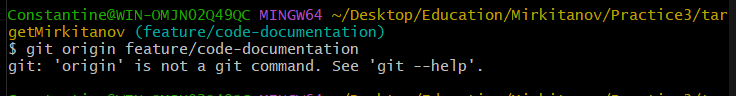 Constantine@WIN-OMJNO2Q49QC MINGW64 ~/Desktop/Education/Mirkitanov/Practice3/tar
getMirkitanov (feature/code-documentation)
$ git origin feature/code-documentation
git: 'origin' is not a git command. See 'git --help'.